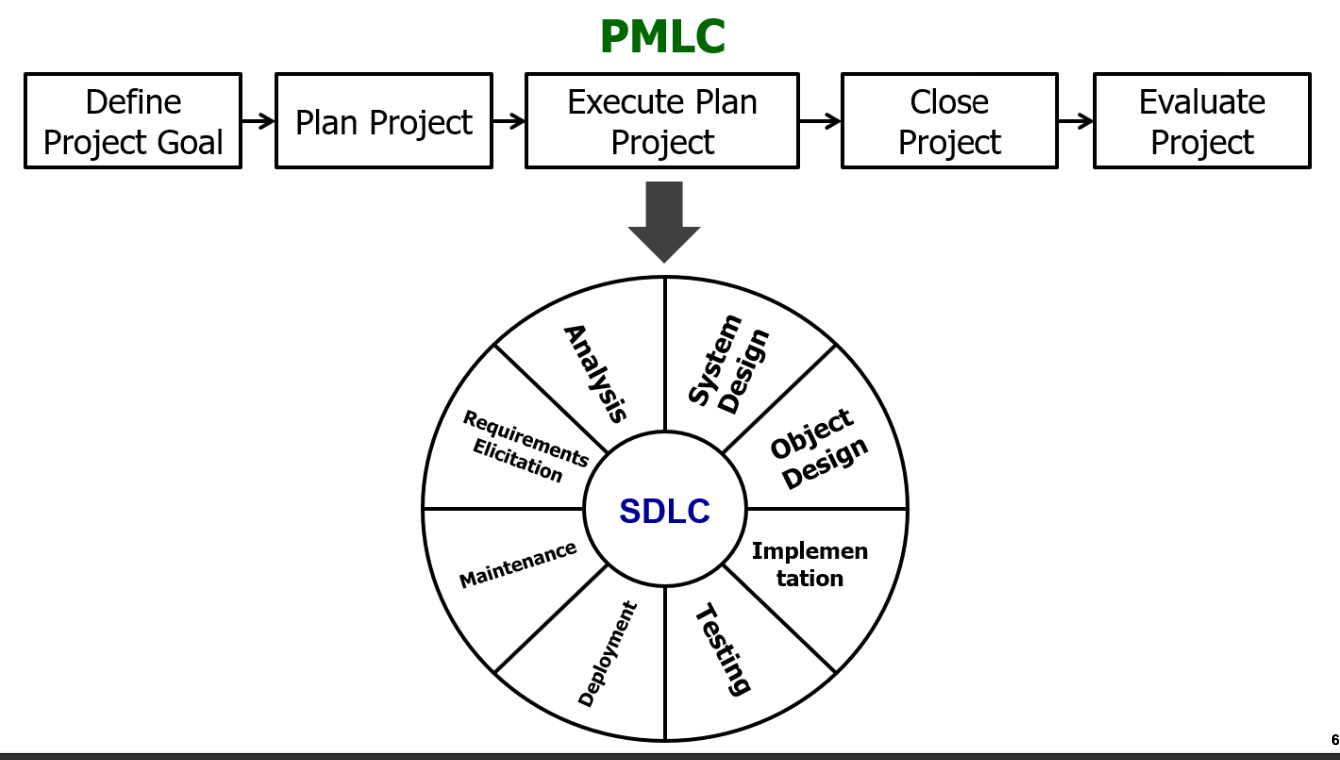 PMLC
Define
Project Goal
Plan Project
Execute Plan
Project
Close
Project
Evaluate
Project
Analysis
System
Design
Object
Design
Requirements
Elicitation
SDLC
Implemen
tation
Maintenance
Deployment
Testing
6